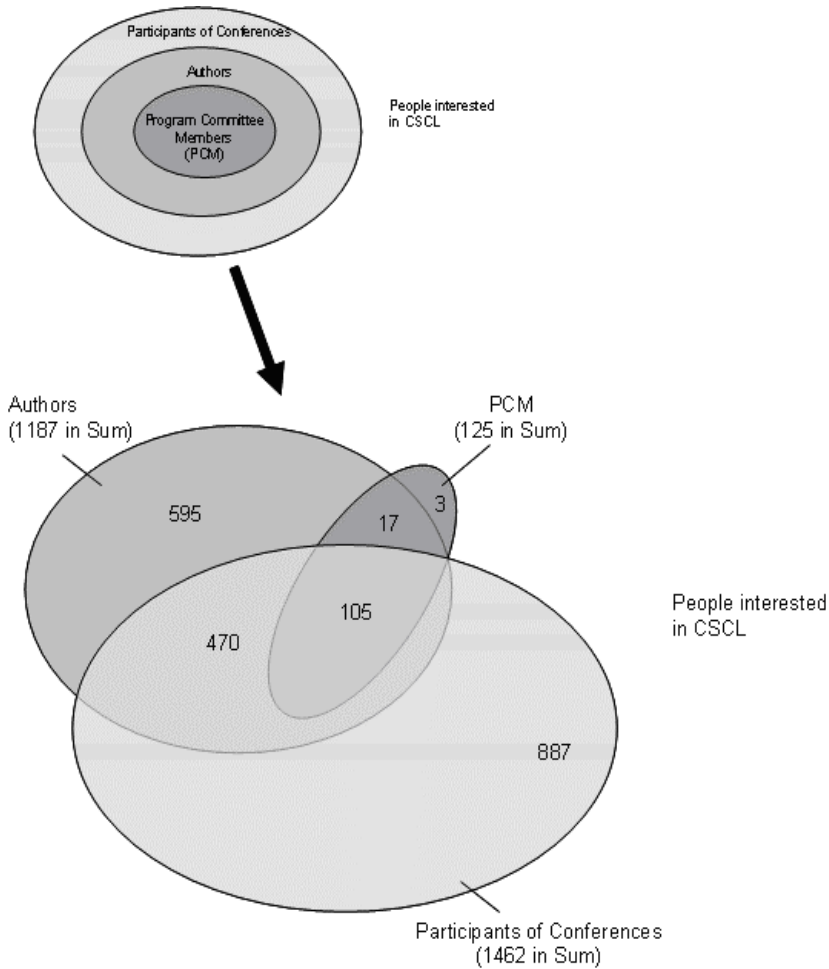 Participants of Conferences
Authors
Program Committee
Members
(PCM)
People interested
in CSCL
Authors
(1187 in Sum)
PCM
(125 in Sum)
595
17
3
105
470
People interested
in CSCL
887
Participants of Conferences
(1462 in Sum)